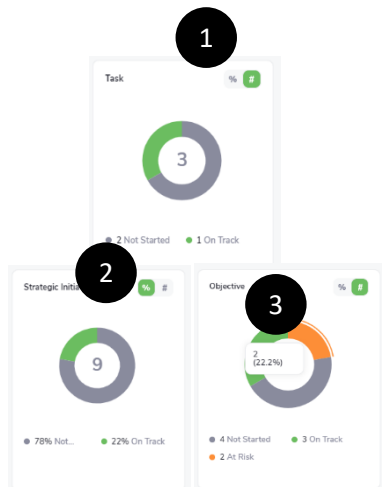 1
Task
% #
3
2 Not Started 1 On Track
2
Strategic Initia
% #
9
78% Not... 22% On Track
3
Objective
% #
2
(22.2%)
4 Not Started 3 On Track
2 At Risk